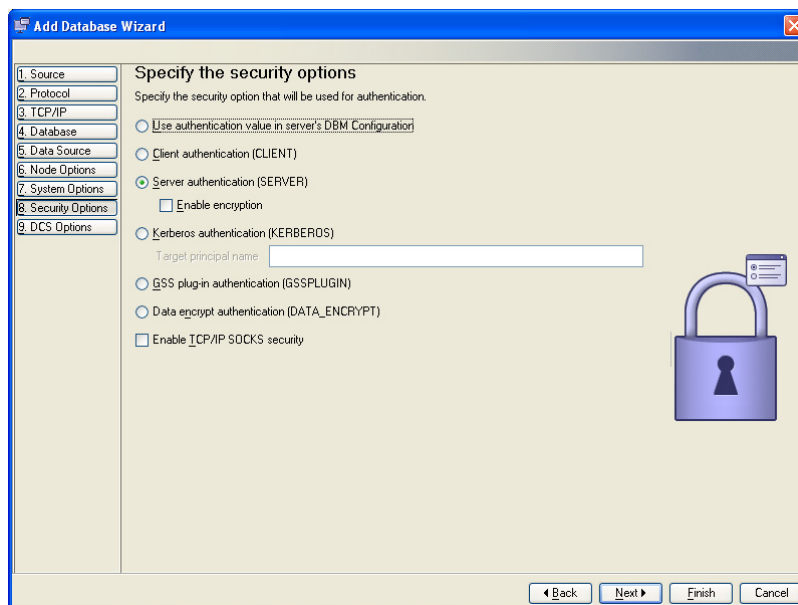 Add Database Wizard
1. Source
2. Protocol
3. TCP/IP
4. Database
5. Data Source
6. Node Options
7. System Options
8. Security Options
9. DCS Options
Specify the security options
Specify the security option that will be used for authentication.
Use authentication value in server's DBM Configuration
Client authentication (CLIENT)
Server authentication (SERVER)
Enable encryption
Kerberos authentication (KERBEROS)
Target principal name
GSS plug-in authentication (GSSPLUGIN)
Data encrypt authentication (DATA_ENCRYPT)
Enable TCP/IP SOCKS security
Back
Next
Finish
Cancel